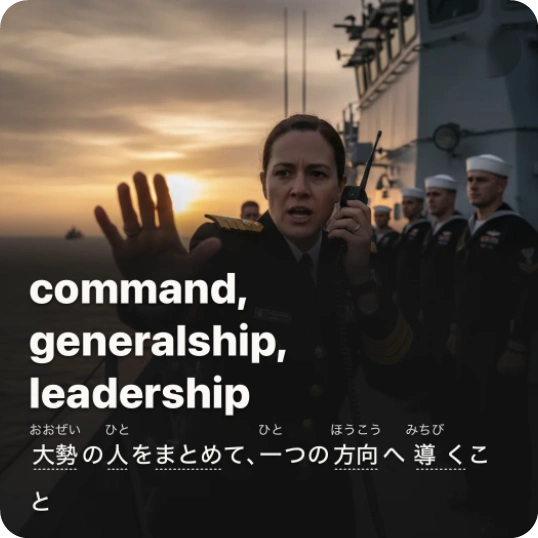 command,
generalship,
leadership
おおぜい ひと ひと ほうこう みちび
大勢の人をまとめて、一つの方向へ導くこ
と